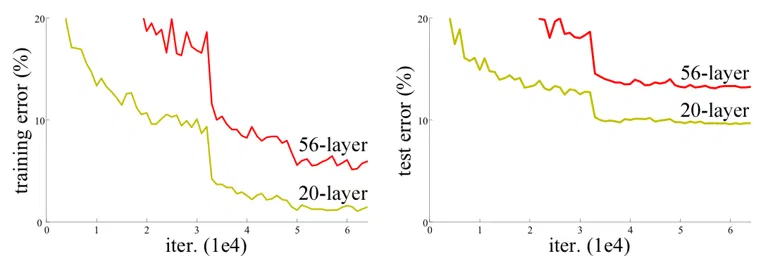 training error (%)
20
10
0
0 1 2 3 4 5 6
iter. (1e4)
56-layer
20-layer
test error (%)
20
10
0
0 1 2 3 4 5 6
iter. (1e4)
56-layer
20-layer